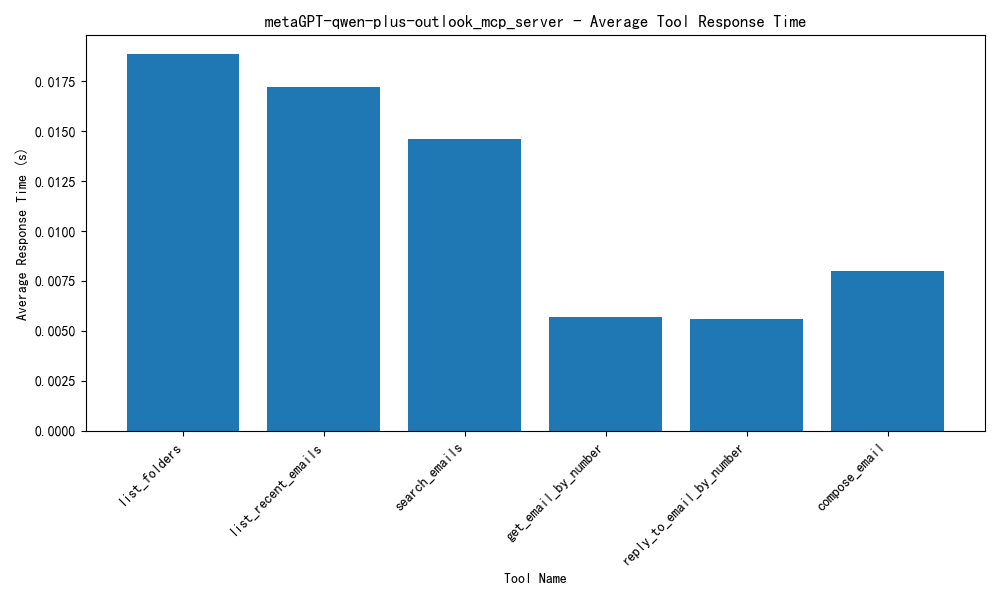 metaGPT-qwen-plus-outlook_mcp_server - Average Tool Response Time
Average Response Time (s)
0.0175
0.0150
0.0125
0.0100
0.0075
0.0050
0.0025
0.0000
list_folders
list_recent_emails
search_emails
get_email_by_number
reply_to_email_by_number
compose_email
Tool Name